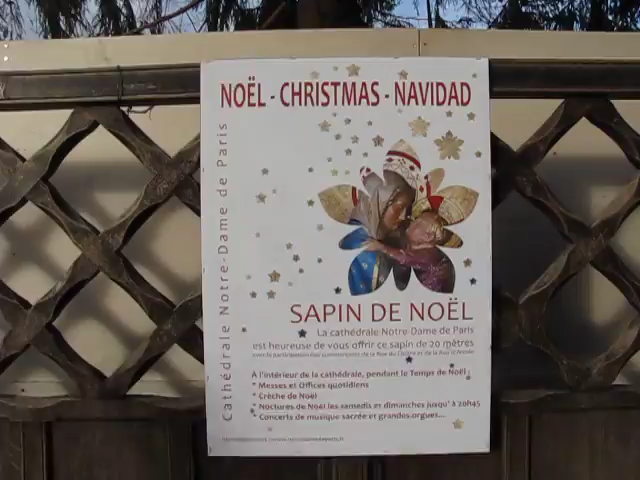 NOËL - CHRISTMAS - NAVIDAD
Cathédrale Notre-Dame de Paris
SAPIN DE NOËL
La cathédrale Notre Dame de Paris
est heureuse de vous offrir ce sapin de 20 mètres
À l'intérieur de la cathédrale, pendant le Temps de Noël :
* Messes et Offices quotidiens
* Crèche de Noël
* Nocturnes de Noël les samedis et dimanches jusqu' à 20h45
* Concerts de musique sacrée et grandes orgues...